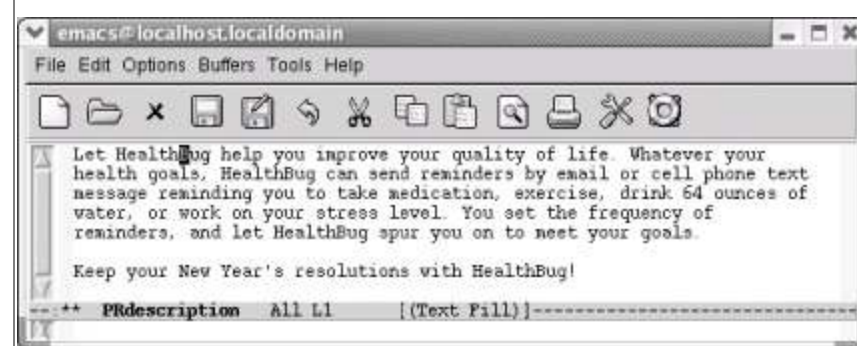 emacs@localhost.localdomain
File Edit Options Buffers Tools Help
Let HealthBug help you improve your quality of life. Whatever your
health goals, HealthBug can send reminders by email or cell phone text
message reminding you to take medication, exercise, drink 64 ounces of
water, or work on your stress level. You set the frequency of
reminders, and let HealthBug spur you on to meet your goals.
Keep your New Year's resolutions with HealthBug!
--:** PRdescription All L1 [(Text Fill)]------------------------------